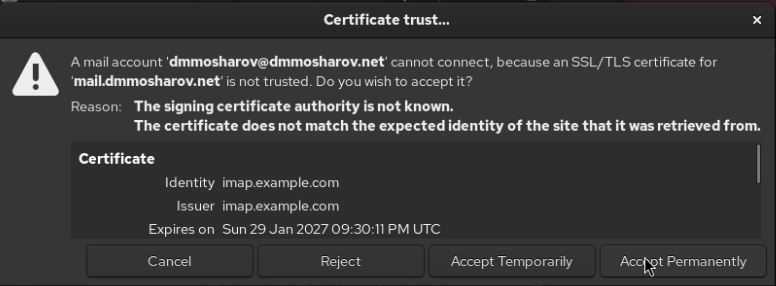 Certificate trust...
A mail account 'dmmosharov@dmmosharov.net' cannot connect, because an SSL/TLS certificate for
'mail.dmmosharov.net' is not trusted. Do you wish to accept it?
Reason: The signing certificate authority is not known.
The certificate does not match the expected identity of the site that it was retrieved from.
Certificate
Identity imap.example.com
Issuer imap.example.com
Expires on Sun 29 Jan 2027 09:30:11 PM UTC
Cancel Reject Accept Temporarily Accept Permanently